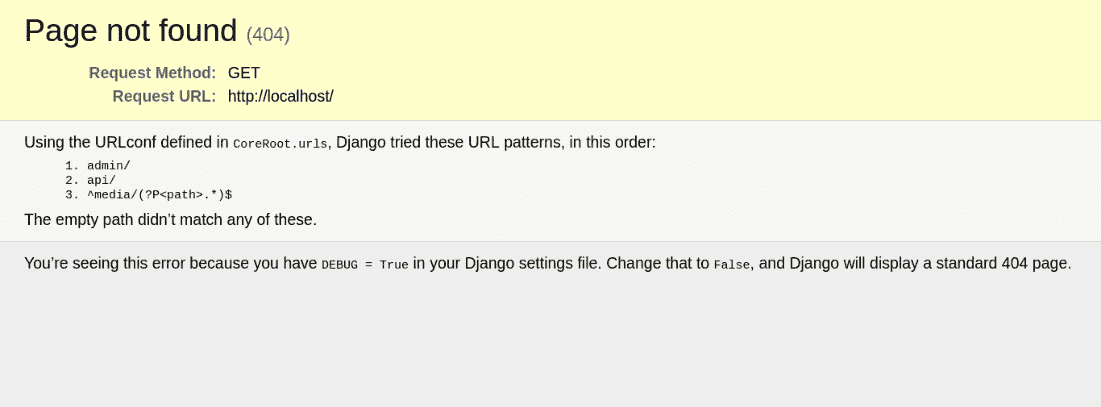 Page not found (404)
Request Method: GET
Request URL: http://localhost/
Using the URLconf defined in CoreRoot.urls, Django tried these URL patterns, in this order:
1. admin/
2. api/
3. ^media/(?P<path>.*)$
The empty path didn’t match any of these.
You’re seeing this error because you have DEBUG = True in your Django settings file. Change that to False, and Django will display a standard 404 page.